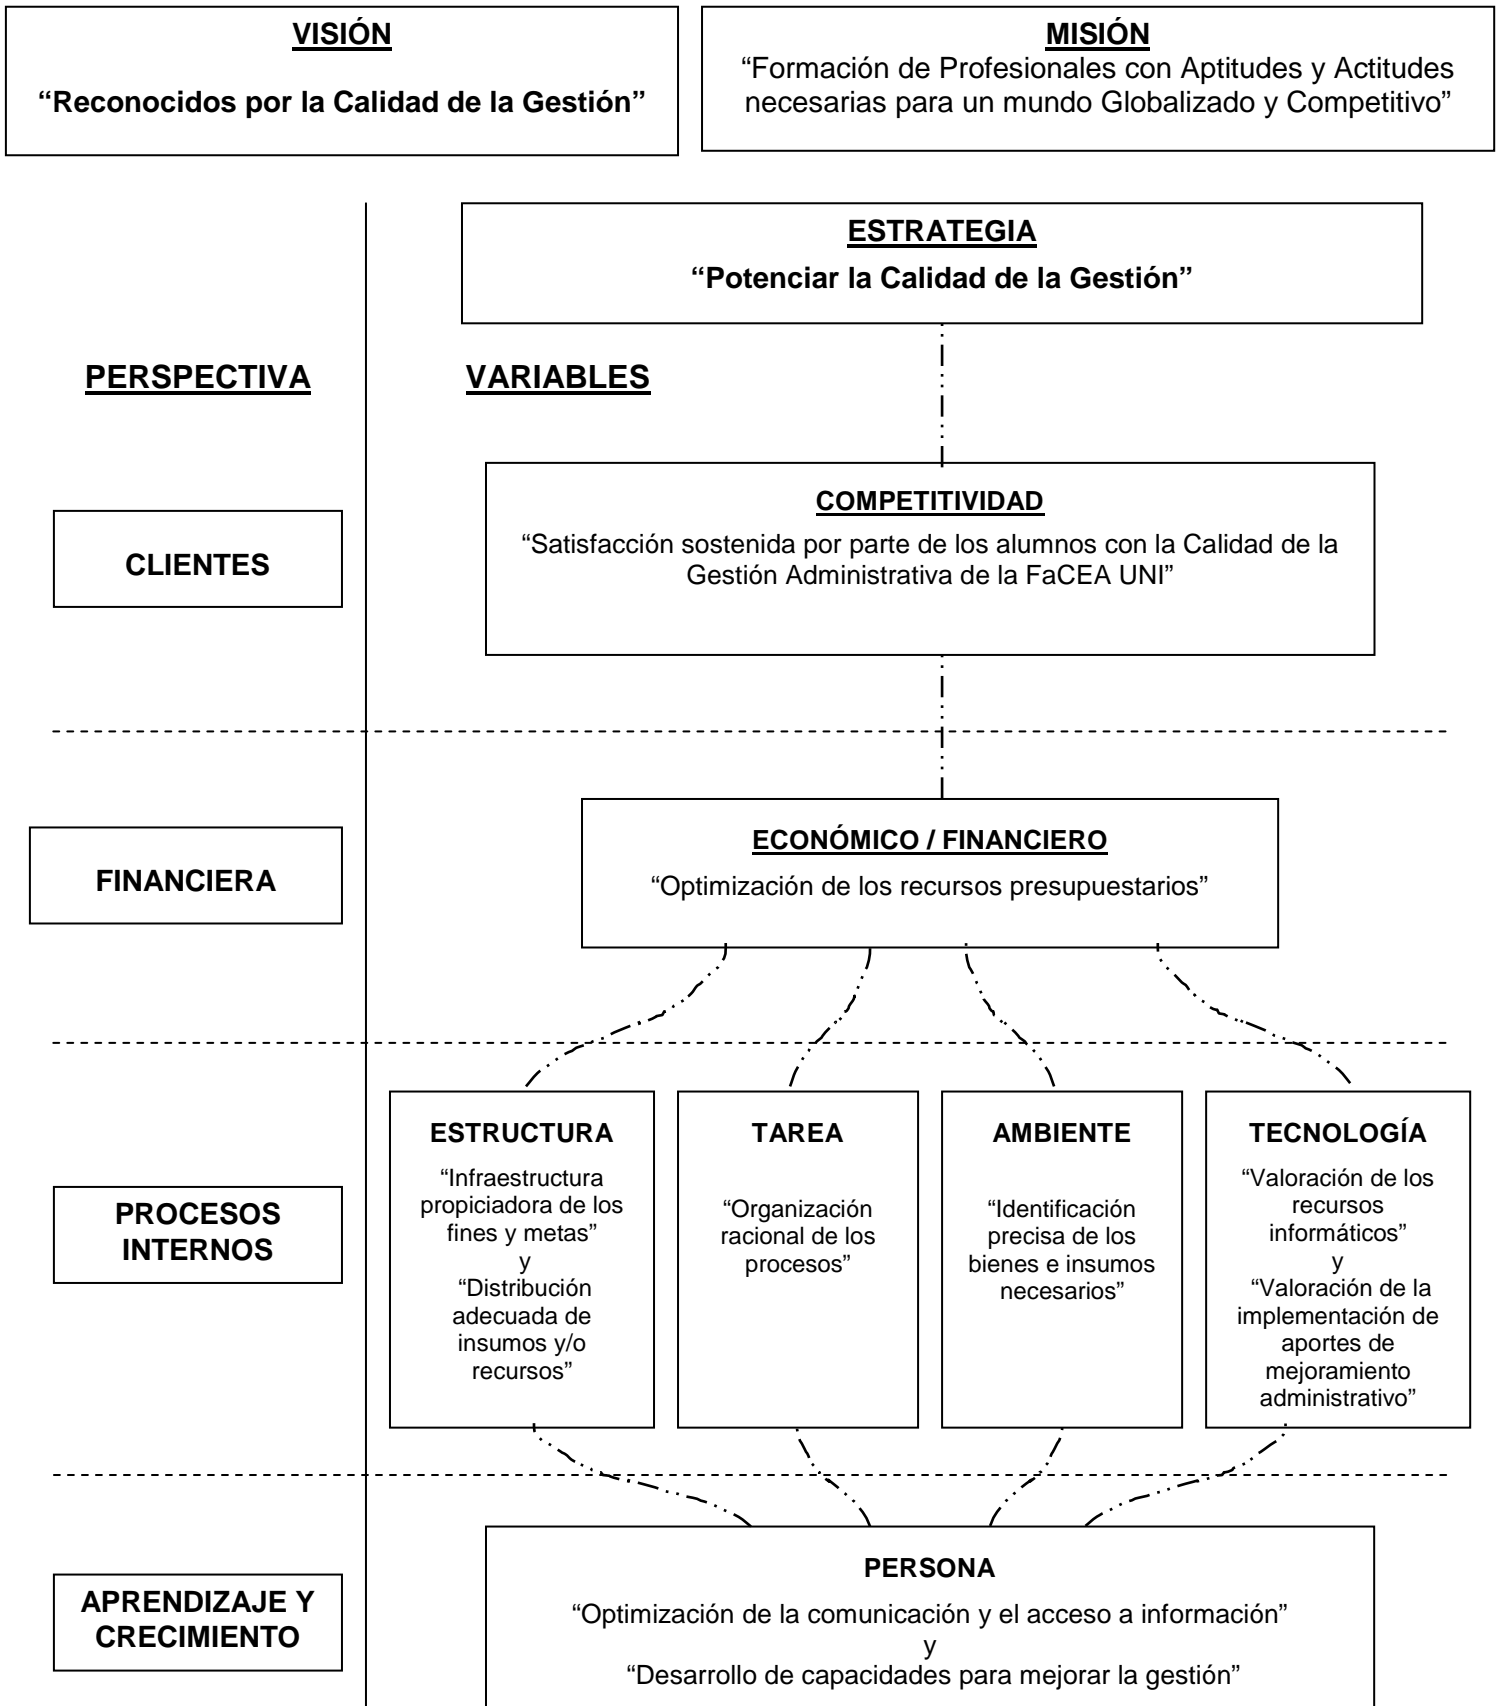 VISIÓN
“Reconocidos por la Calidad de la Gestión”
MISIÓN
“Formación de Profesionales con Aptitudes y Actitudes
necesarias para un mundo Globalizado y Competitivo”
ESTRATEGIA
“Potenciar la Calidad de la Gestión”
PERSPECTIVA
VARIABLES
CLIENTES
COMPETITIVIDAD
“Satisfacción sostenida por parte de los alumnos con la Calidad de la
Gestión Administrativa de la FaCEA UNI”
FINANCIERA
ECONÓMICO / FINANCIERO
“Optimización de los recursos presupuestarios”
PROCESOS
INTERNOS
ESTRUCTURA
“Infraestructura
propiciadora de los
fines y metas”
y
“Distribución
adecuada de
insumos y/o
recursos”
TAREA
“Organización
racional de los
procesos”
AMBIENTE
“Identificación
precisa de los
bienes e insumos
necesarios”
TECNOLOGÍA
“Valoración de los
recursos
informáticos”
y
“Valoración de la
implementación de
aportes de
mejoramiento
administrativo”
APRENDIZAJE Y
CRECIMIENTO
PERSONA
“Optimización de la comunicación y el acceso a información”
y
“Desarrollo de capacidades para mejorar la gestión”